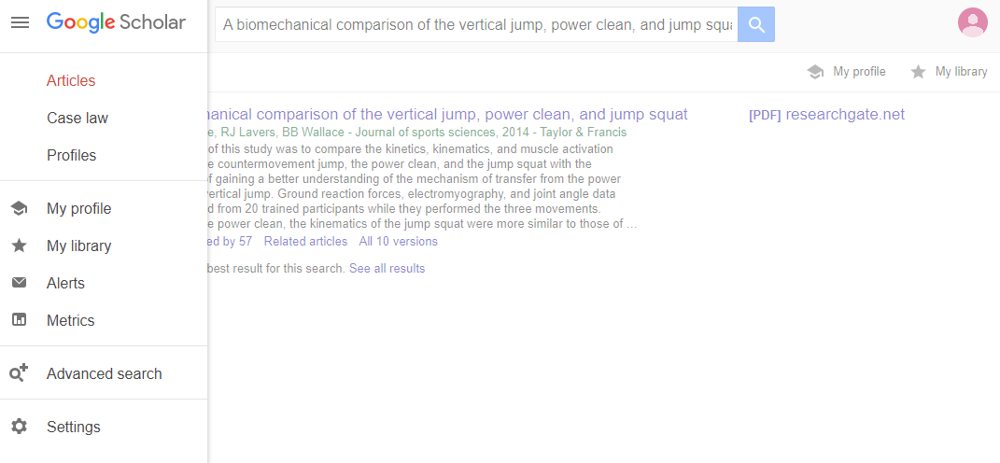 Google Scholar
A biomechanical comparison of the vertical jump, power clean, and jump squa
Articles
Case law
Profiles
My profile
My library
Alerts
Metrics
Advanced search
Settings
My profile
My library
hanical comparison of the vertical jump, power clean, and jump squat
[PDF] researchgate.net
e, RJ Lavers, BB Wallace - Journal of sports sciences, 2014 - Taylor & Francis
of this study was to compare the kinetics, kinematics, and muscle activation
e countermovement jump, the power clean, and the jump squat with the
f gaining a better understanding of the mechanism of transfer from the power
ertical jump. Ground reaction forces, electromyography, and joint angle data
d from 20 trained participants while they performed the three movements.
e power clean, the kinematics of the jump squat were more similar to those of …
ed by 57 Related articles All 10 versions
best result for this search. See all results